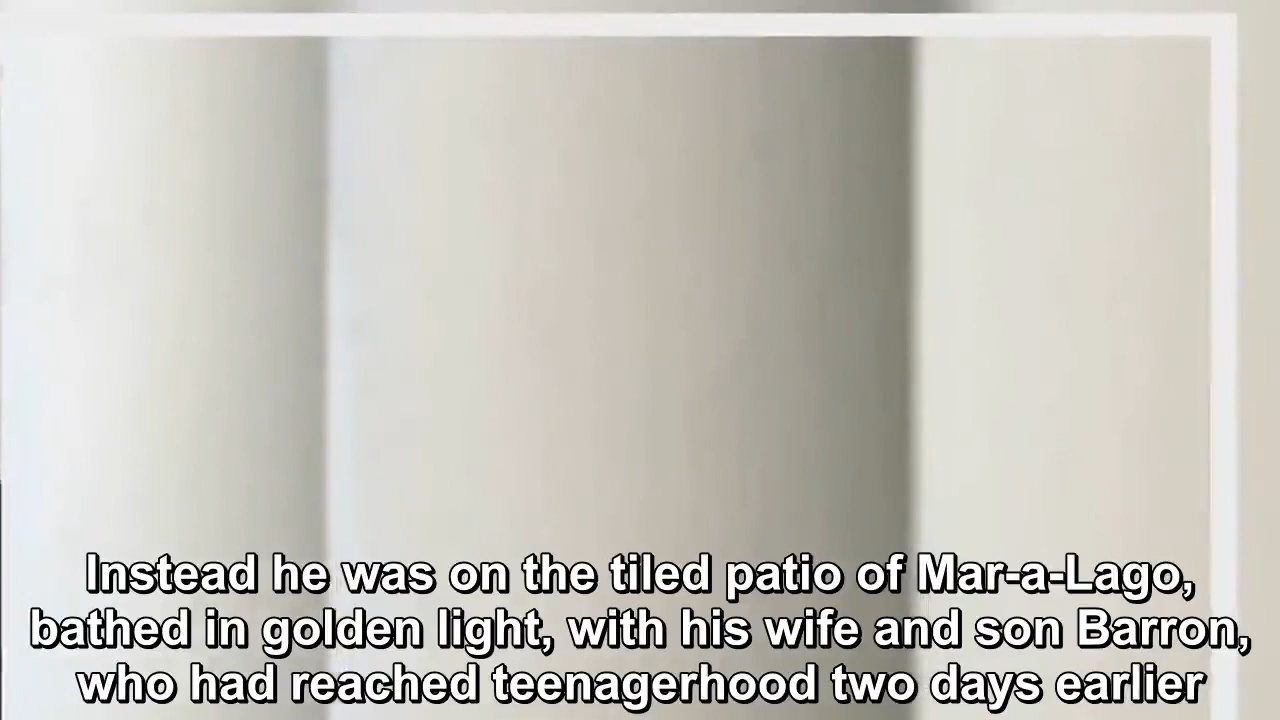 Instead he was on the tiled patio of Mar-a-Lago,
bathed in golden light, with his wife and son Barron,
who had reached teenagerhood two days earlier